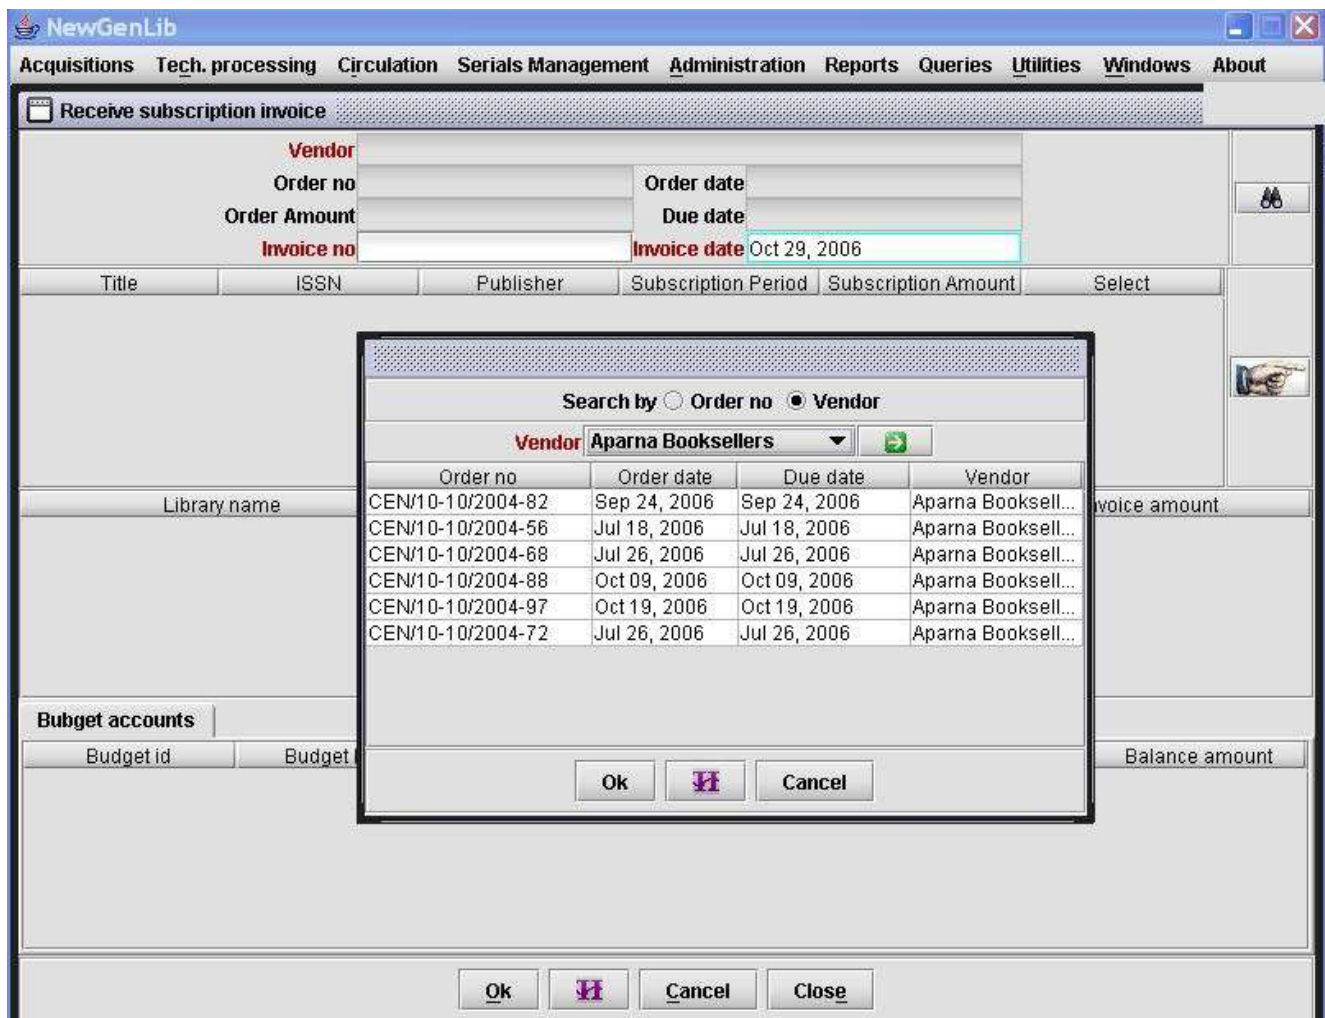 NewGenLib
Acquisitions Tech. processing Circulation Serials Management Administration Reports Queries Utilities Windows About
Receive subscription invoice
Vendor
Order no Order date
Order Amount Due date
Invoice no Invoice date Oct 29, 2006
Title ISSN Publisher Subscription Period Subscription Amount Select
Search by Order no Vendor
Vendor Aparna Booksellers
Order no Order date Due date Vendor
Library name voice amount
CEN/10-10/2004-82 Sep 24, 2006 Sep 24, 2006 Aparna Booksell...
CEN/10-10/2004-56 Jul 18, 2006 Jul 18, 2006 Aparna Booksell...
CEN/10-10/2004-68 Jul 26, 2006 Jul 26, 2006 Aparna Booksell...
CEN/10-10/2004-88 Oct 09, 2006 Oct 09, 2006 Aparna Booksell...
CEN/10-10/2004-97 Oct 19, 2006 Oct 19, 2006 Aparna Booksell...
CEN/10-10/2004-72 Jul 26, 2006 Jul 26, 2006 Aparna Booksell...
Bubget accounts
Budget id Budget Balance amount
Ok Cancel
Ok Cancel Close